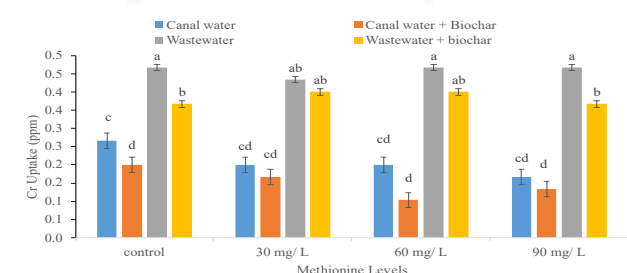 Canal water
Canal water + Biochar
Wastewater
Wastewater + biochar
Cr Uptake (ppm)
0.5
0.5
0.4
0.4
0.3
0.3
0.2
0.2
0.1
0.1
0.0
c
d
a
b
cd
cd
ab
ab
cd
d
a
ab
cd
d
a
b
control
30 mg/ L
60 mg/ L
90 mg/ L
Methionine Levels